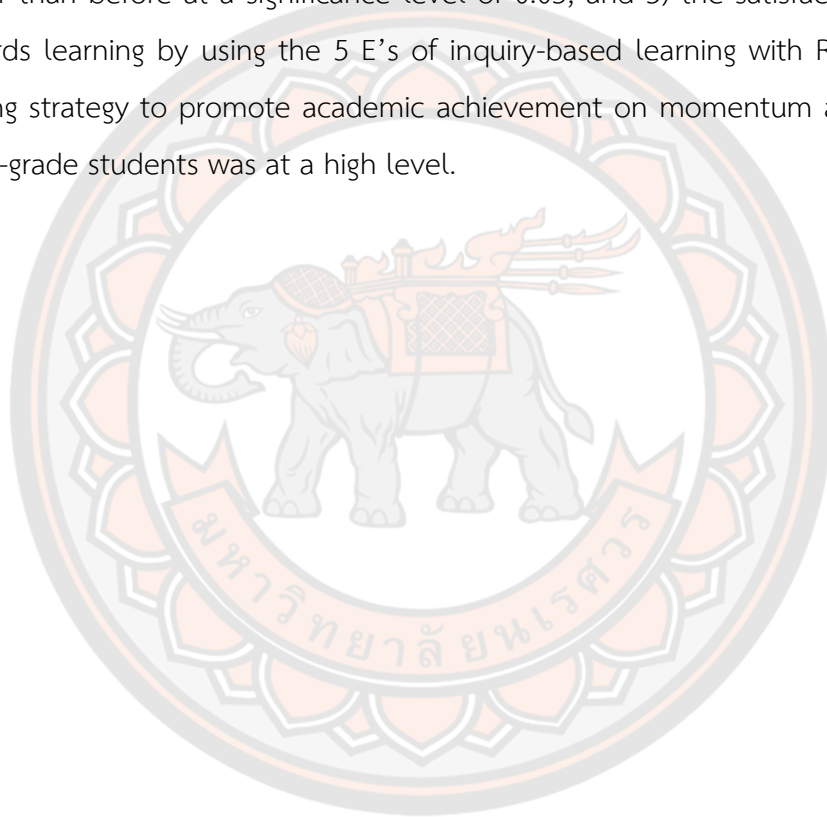 than before at a significance level of 0.05, and 3) the
learning by using the 5 E's of inquiry-based learning with
strategy to promote academic achievement on momentum
-grade students was at a high level.
มหาวิทยาลัยนเรศวร